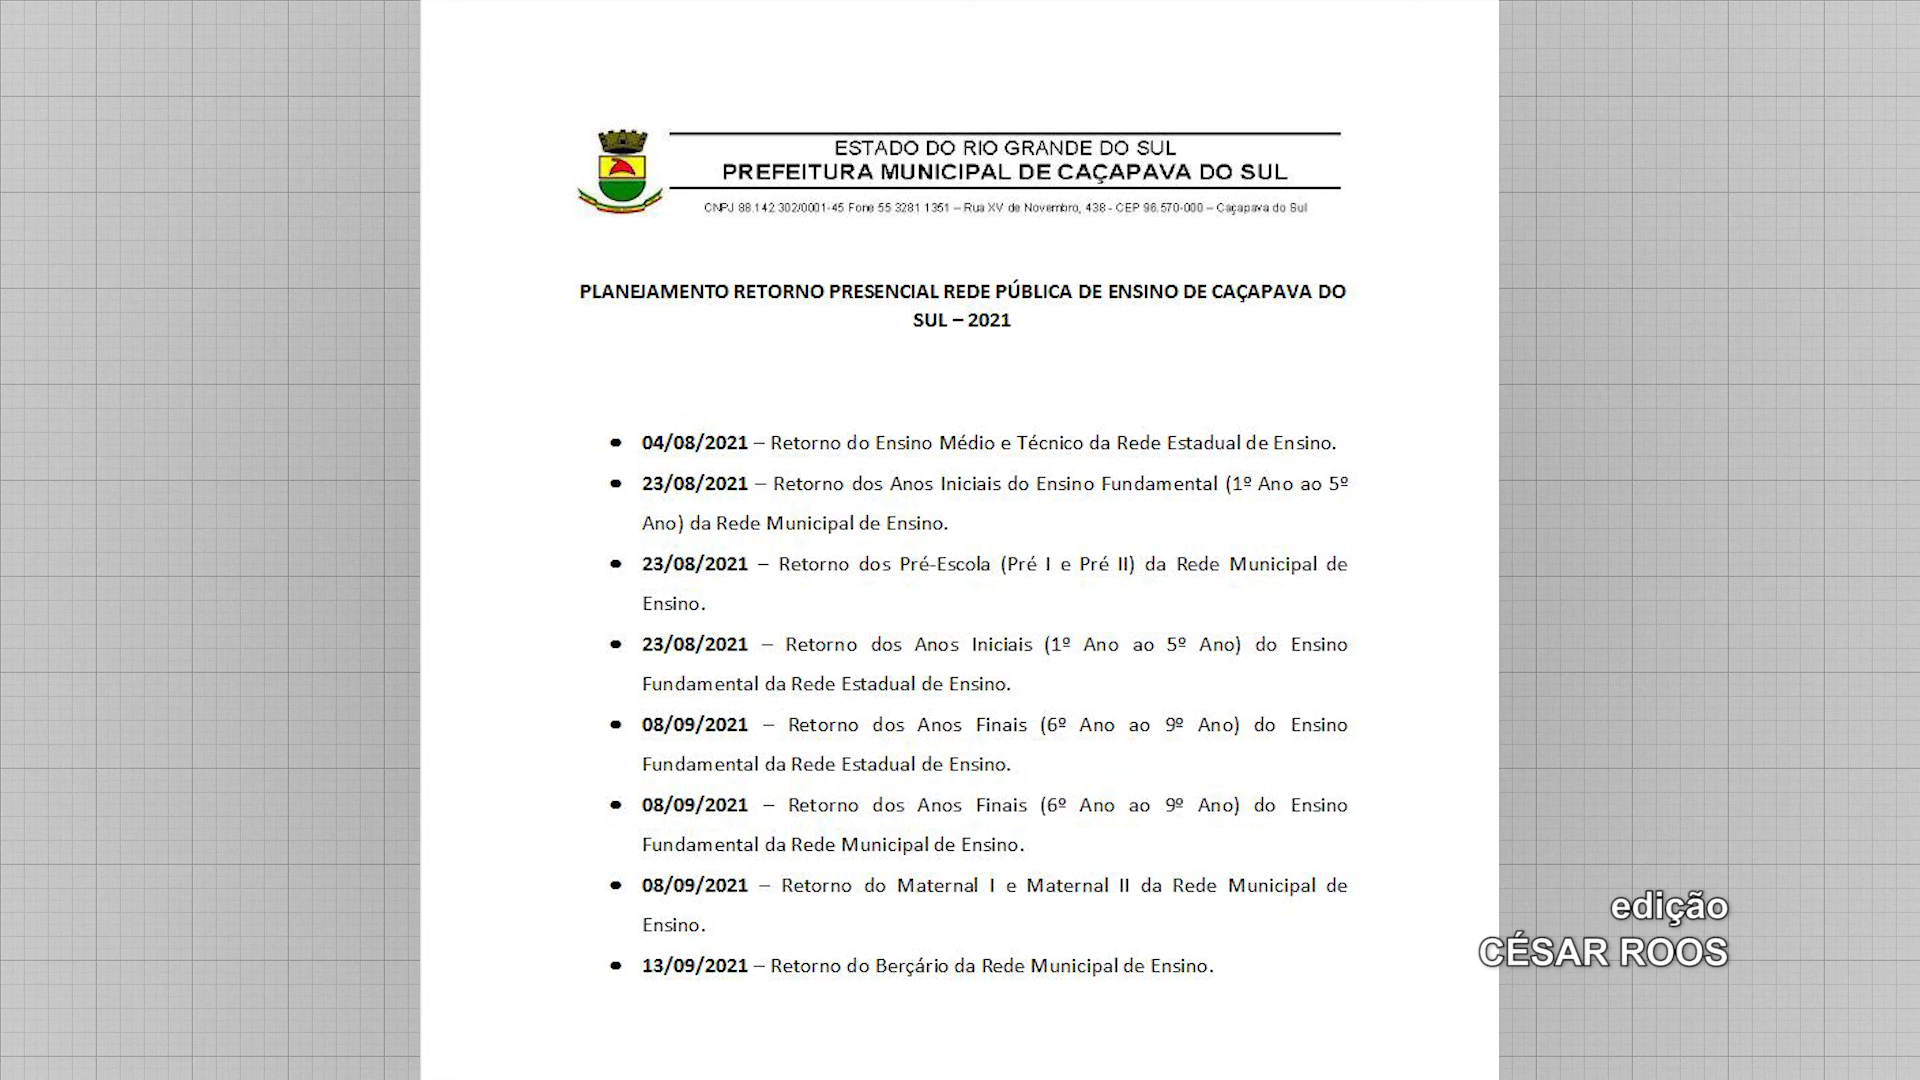 ESTADO DO RIO GRANDE DO SUL
PREFEITURA MUNICIPAL DE CAÇAPAVA DO SUL
CNPJ 88.142.302/0001-45 Fone 55 3281 1351 – Rua XV de Novembro, 438 - CEP 96.570-000 – Caçapava do Sul
PLANEJAMENTO RETORNO PRESENCIAL REDE PÚBLICA DE ENSINO DE CAÇAPAVA DO
SUL – 2021
• 04/08/2021 – Retorno do Ensino Médio e Técnico da Rede Estadual de Ensino.
• 23/08/2021 – Retorno dos Anos Iniciais do Ensino Fundamental (1º Ano ao 5º
Ano) da Rede Municipal de Ensino.
• 23/08/2021 – Retorno dos Pré-Escola (Pré I e Pré II) da Rede Municipal de
Ensino.
• 23/08/2021 – Retorno dos Anos Iniciais (1º Ano ao 5º Ano) do Ensino
Fundamental da Rede Estadual de Ensino.
• 08/09/2021 – Retorno dos Anos Finais (6º Ano ao 9º Ano) do Ensino
Fundamental da Rede Estadual de Ensino.
• 08/09/2021 – Retorno dos Anos Finais (6º Ano ao 9º Ano) do Ensino
Fundamental da Rede Municipal de Ensino.
• 08/09/2021 – Retorno do Maternal I e Maternal II da Rede Municipal de
Ensino.
• 13/09/2021 – Retorno do Berçário da Rede Municipal de Ensino.
edição
CÉSAR ROOS